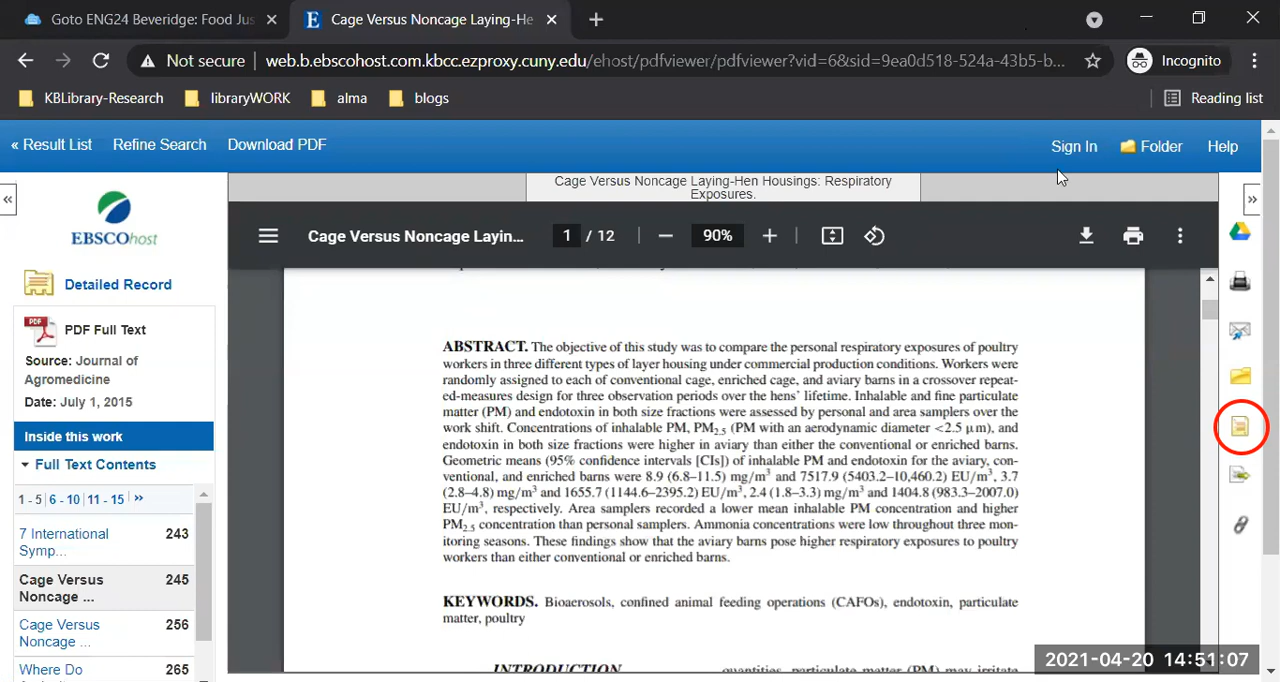 Goto ENG24 Beveridge: Food Jus
Cage Versus Noncage Laying-He
Not secure
web.b.ebscohost.com.kbcc.ezproxy.cuny.edu/ehost/pdfviewer/pdfviewer?vid=6&sid=9ea0d518-524a-43b5-b...
Incognito
KBLibrary-Research
libraryWORK
alma
blogs
Reading list
« Result List
Refine Search
Download PDF
Sign In
Folder
Help
Cage Versus Noncage Laying-Hen Housings: Respiratory
Exposures.
Cage Versus Noncage Layin...
1 / 12
90%
EBSCOhost
Detailed Record
PDF
PDF Full Text
Source: Journal of
Agromedicine
Date: July 1, 2015
Inside this work
Full Text Contents
1 - 5 6 - 10 11 - 15 »
7 International 243
Symp...
Cage Versus 245
Noncage ...
Cage Versus 256
Noncage ...
Where Do 265
ABSTRACT. The objective of this study was to compare the personal respiratory exposures of poultry
workers in three different types of layer housing under commercial production conditions. Workers were
randomly assigned to each of conventional cage, enriched cage, and aviary barns in a crossover repeat-
ed-measures design for three observation periods over the hens' lifetime. Inhalable and fine particulate
matter (PM) and endotoxin in both size fractions were assessed by personal and area samplers over the
work shift. Concentrations of inhalable PM, PM2.5 (PM with an aerodynamic diameter <2.5 μm), and
endotoxin in both size fractions were higher in aviary than either the conventional or enriched barns.
Geometric means (95% confidence intervals [CIs]) of inhalable PM and endotoxin for the aviary, con-
ventional, and enriched barns were 8.9 (6.8–11.5) mg/m³ and 7517.9 (5403.2–10,460.2) EU/m³, 3.7
(2.8–4.8) mg/m³ and 1655.7 (1144.6–2395.2) EU/m³, 2.4 (1.8–3.3) mg/m³ and 1404.8 (983.3–2007.0)
EU/m³, respectively. Area samplers recorded a lower mean inhalable PM concentration and higher
PM2.5 concentration than personal samplers. Ammonia concentrations were low throughout three mon-
itoring seasons. These findings show that the aviary barns pose higher respiratory exposures to poultry
workers than either conventional or enriched barns.
KEYWORDS. Bioaerosols, confined animal feeding operations (CAFOs), endotoxin, particulate
matter, poultry
INTRODUCTION
quantities, particulate matter (PM) may irritate
2021-04-20 14:51:07